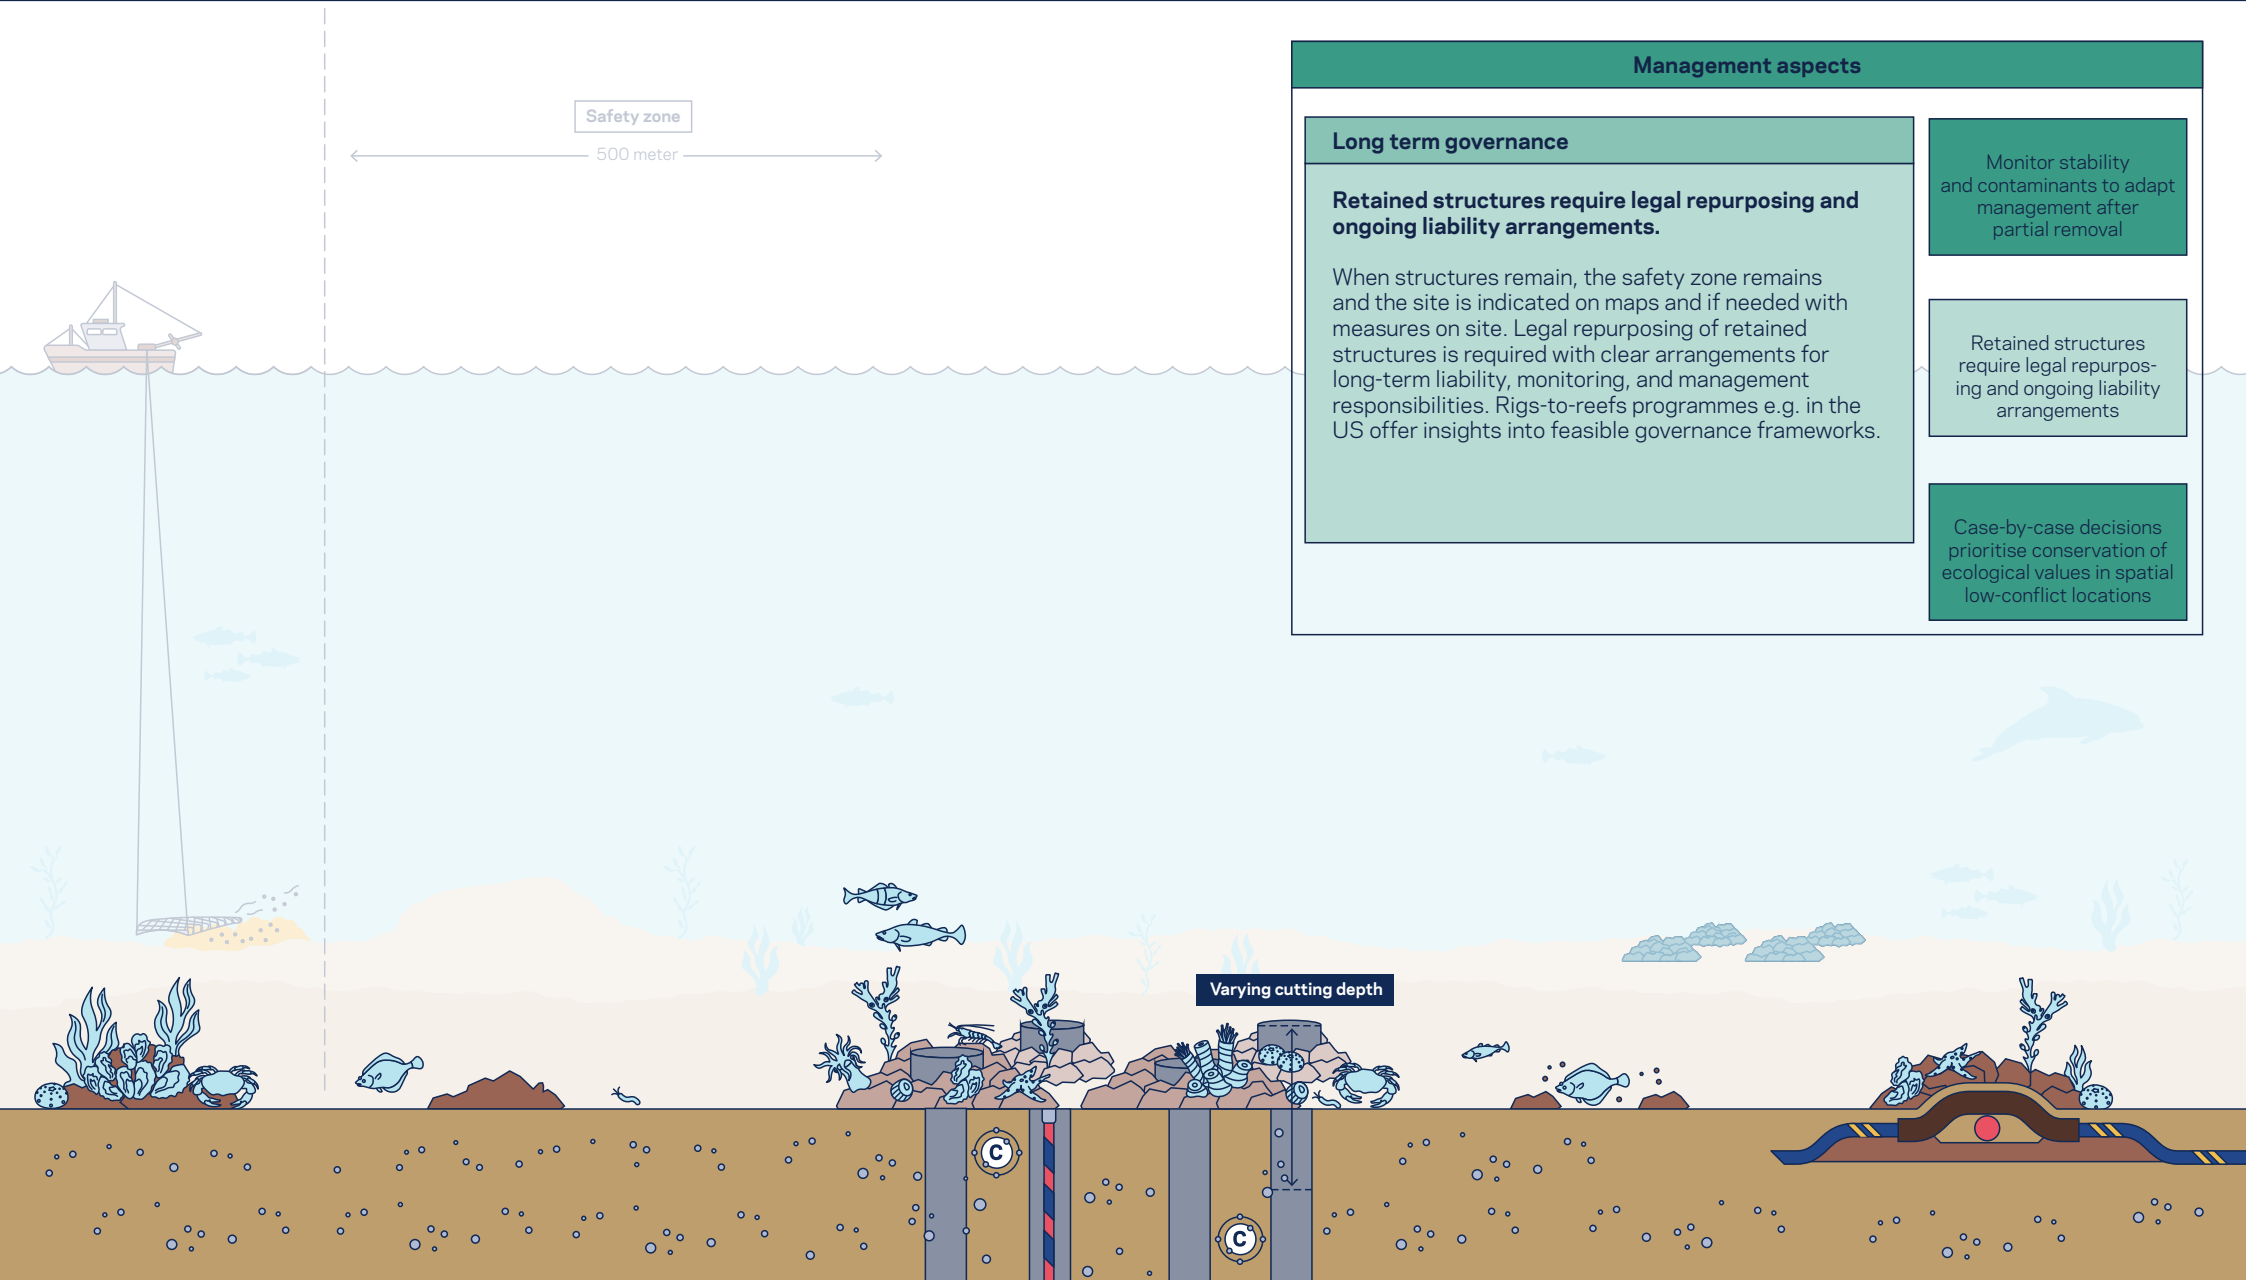 Management aspects
Safety zone
500 meter
Long term governance
Retained structures require legal repurposing and
ongoing liability arrangements.
When structures remain, the safety zone remains
and the site is indicated on maps and if needed with
measures on site. Legal repurposing of retained
structures is required with clear arrangements for
long-term liability, monitoring, and management
responsibilities. Rigs-to-reefs programmes e.g. in the
US offer insights into feasible governance frameworks.
Monitor stability
and contaminants to adapt
management after
partial removal
Retained structures
require legal repurpos-
ing and ongoing liability
arrangements
Case-by-case decisions
prioritise conservation of
ecological values in spatial
low-conflict locations
Varying cutting depth
C
C